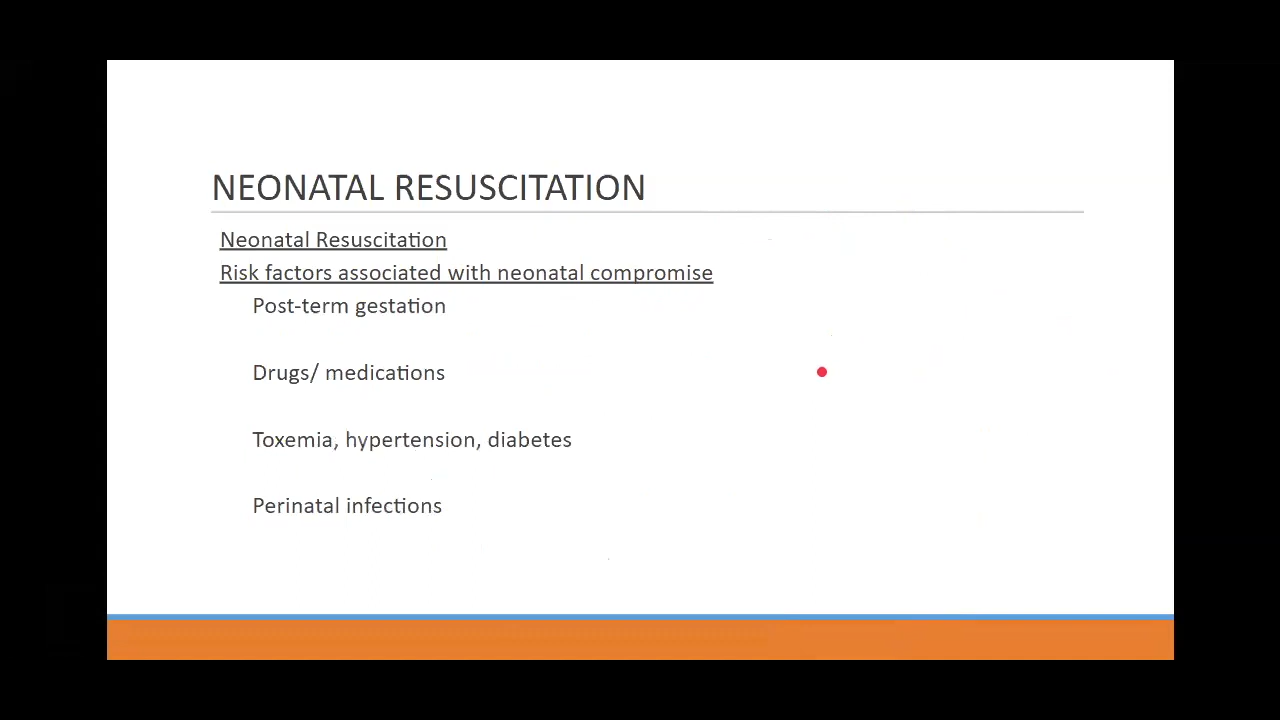 NEONATAL RESUSCITATION
Neonatal Resuscitation
Risk factors associated with neonatal compromise
Post-term gestation
Drugs/ medications
Toxemia, hypertension, diabetes
Perinatal infections